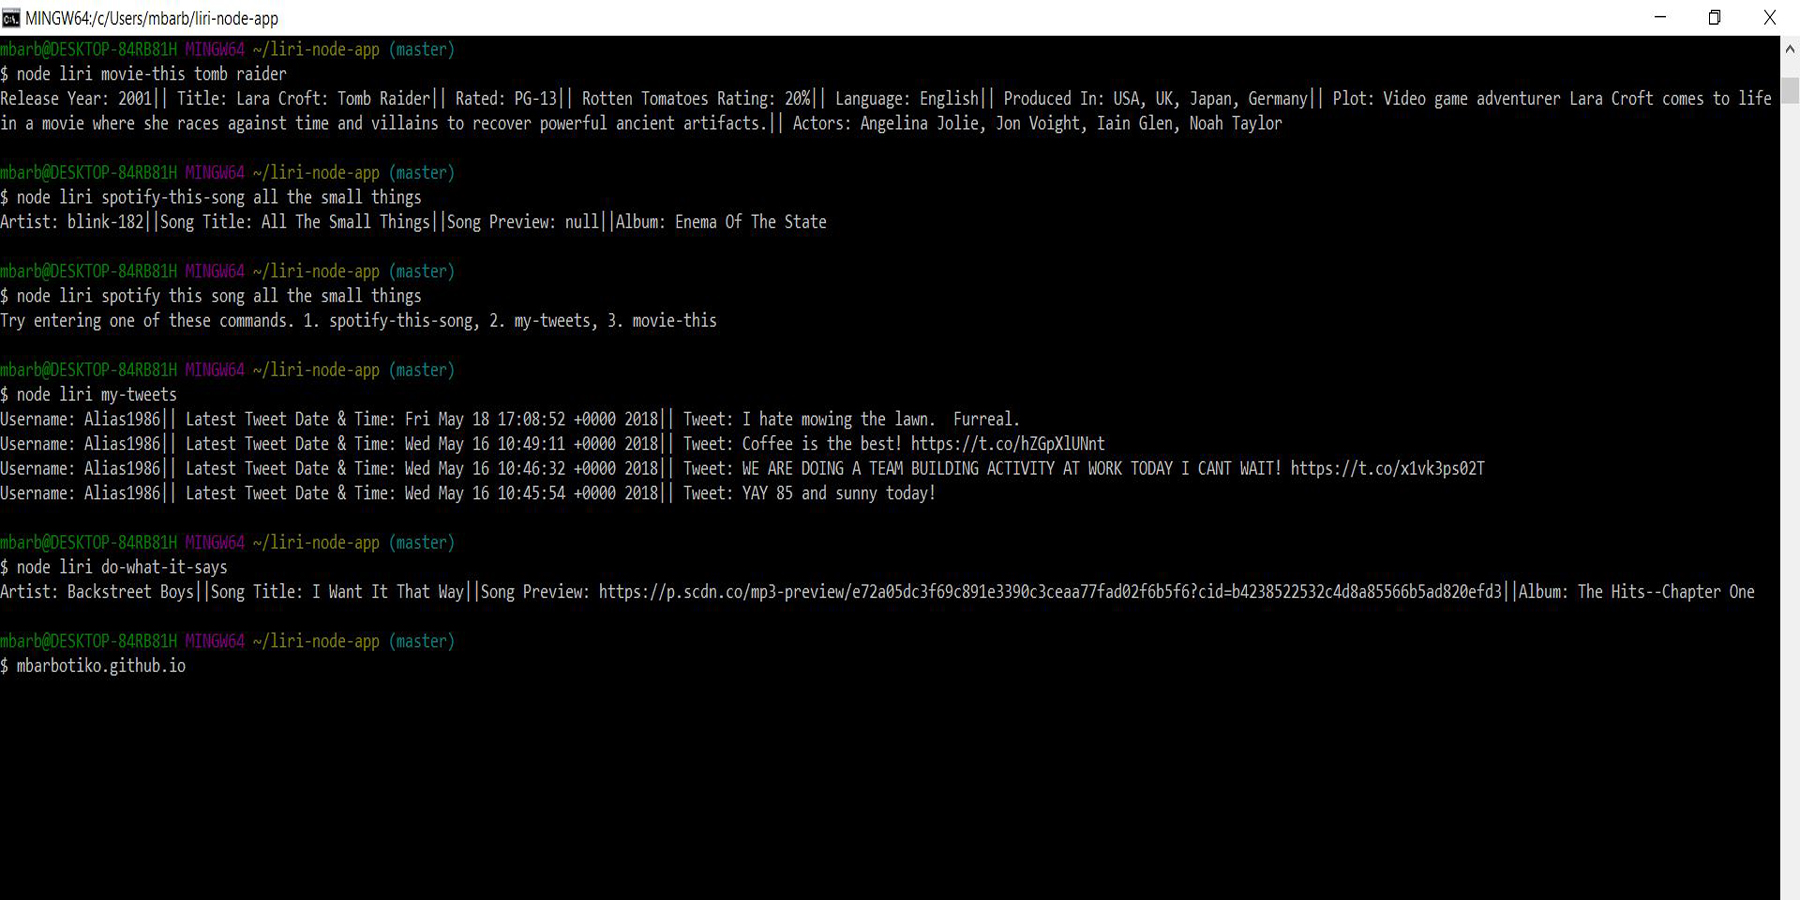 MINGW64:/c/Users/mbarb/liri-node-app
mbarb@DESKTOP-84RB81H MINGW64 ~/liri-node-app (master)
$ node liri movie-this tomb raider
Release Year: 2001|| Title: Lara Croft: Tomb Raider|| Rated: PG-13|| Rotten Tomatoes Rating: 20%|| Language: English|| Produced In: USA, UK, Japan, Germany|| Plot: Video game adventurer Lara Croft comes to life
in a movie where she races against time and villains to recover powerful ancient artifacts.|| Actors: Angelina Jolie, Jon Voight, Iain Glen, Noah Taylor
mbarb@DESKTOP-84RB81H MINGW64 ~/liri-node-app (master)
$ node liri spotify-this-song all the small things
Artist: blink-182||Song Title: All The Small Things||Song Preview: null||Album: Enema Of The State
mbarb@DESKTOP-84RB81H MINGW64 ~/liri-node-app (master)
$ node liri spotify this song all the small things
Try entering one of these commands. 1. spotify-this-song, 2. my-tweets, 3. movie-this
mbarb@DESKTOP-84RB81H MINGW64 ~/liri-node-app (master)
$ node liri my-tweets
Username: Alias1986|| Latest Tweet Date & Time: Fri May 18 17:08:52 +0000 2018|| Tweet: I hate mowing the lawn.  Furreal.
Username: Alias1986|| Latest Tweet Date & Time: Wed May 16 10:49:11 +0000 2018|| Tweet: Coffee is the best! https://t.co/hZGpXlUNnt
Username: Alias1986|| Latest Tweet Date & Time: Wed May 16 10:46:32 +0000 2018|| Tweet: WE ARE DOING A TEAM BUILDING ACTIVITY AT WORK TODAY I CANT WAIT! https://t.co/x1vk3ps02T
Username: Alias1986|| Latest Tweet Date & Time: Wed May 16 10:45:54 +0000 2018|| Tweet: YAY 85 and sunny today!
mbarb@DESKTOP-84RB81H MINGW64 ~/liri-node-app (master)
$ node liri do-what-it-says
Artist: Backstreet Boys||Song Title: I Want It That Way||Song Preview: https://p.scdn.co/mp3-preview/e72a05dc3f69c891e3390c3ceaa77fad02f6b5f6?cid=b4238522532c4d8a85566b5ad820efd3||Album: The Hits--Chapter One
mbarb@DESKTOP-84RB81H MINGW64 ~/liri-node-app (master)
$ mbarbotiko.github.io